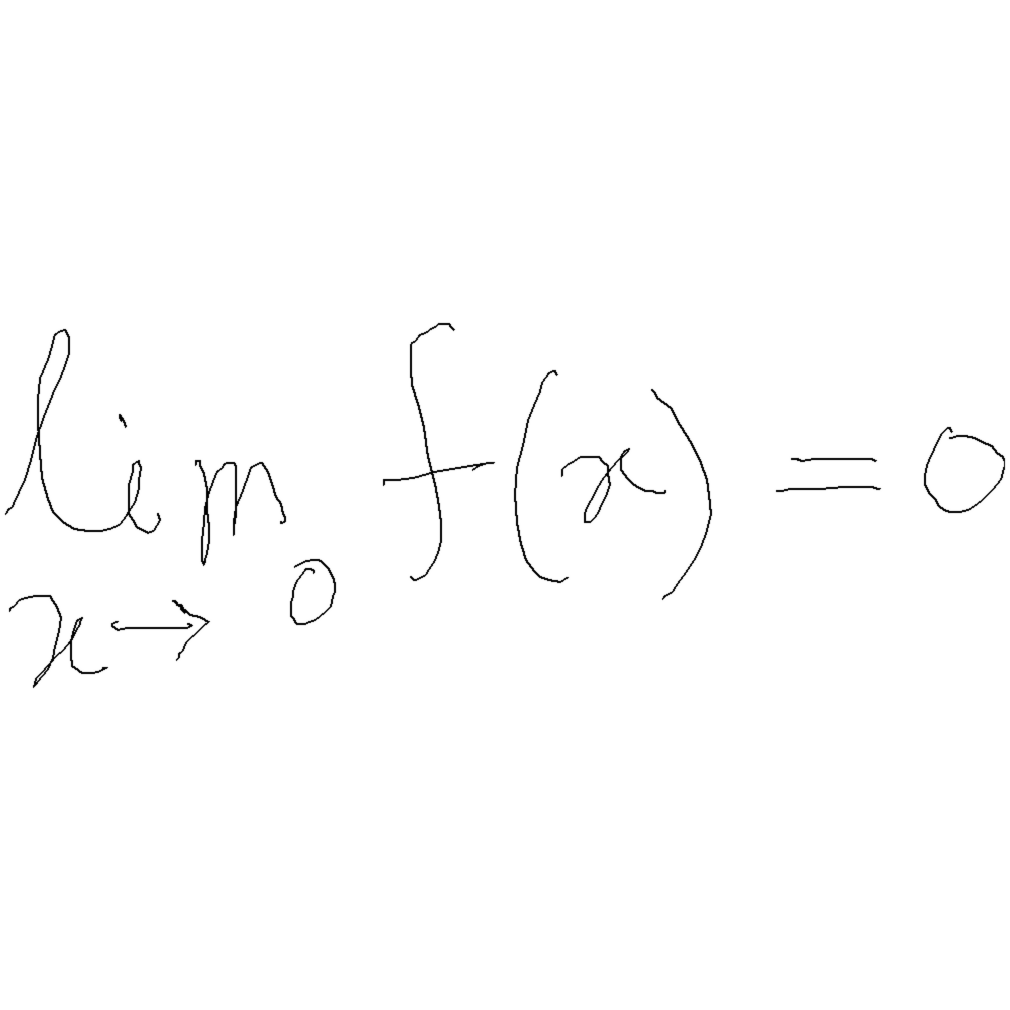 lim f(x) = 0
x → 0